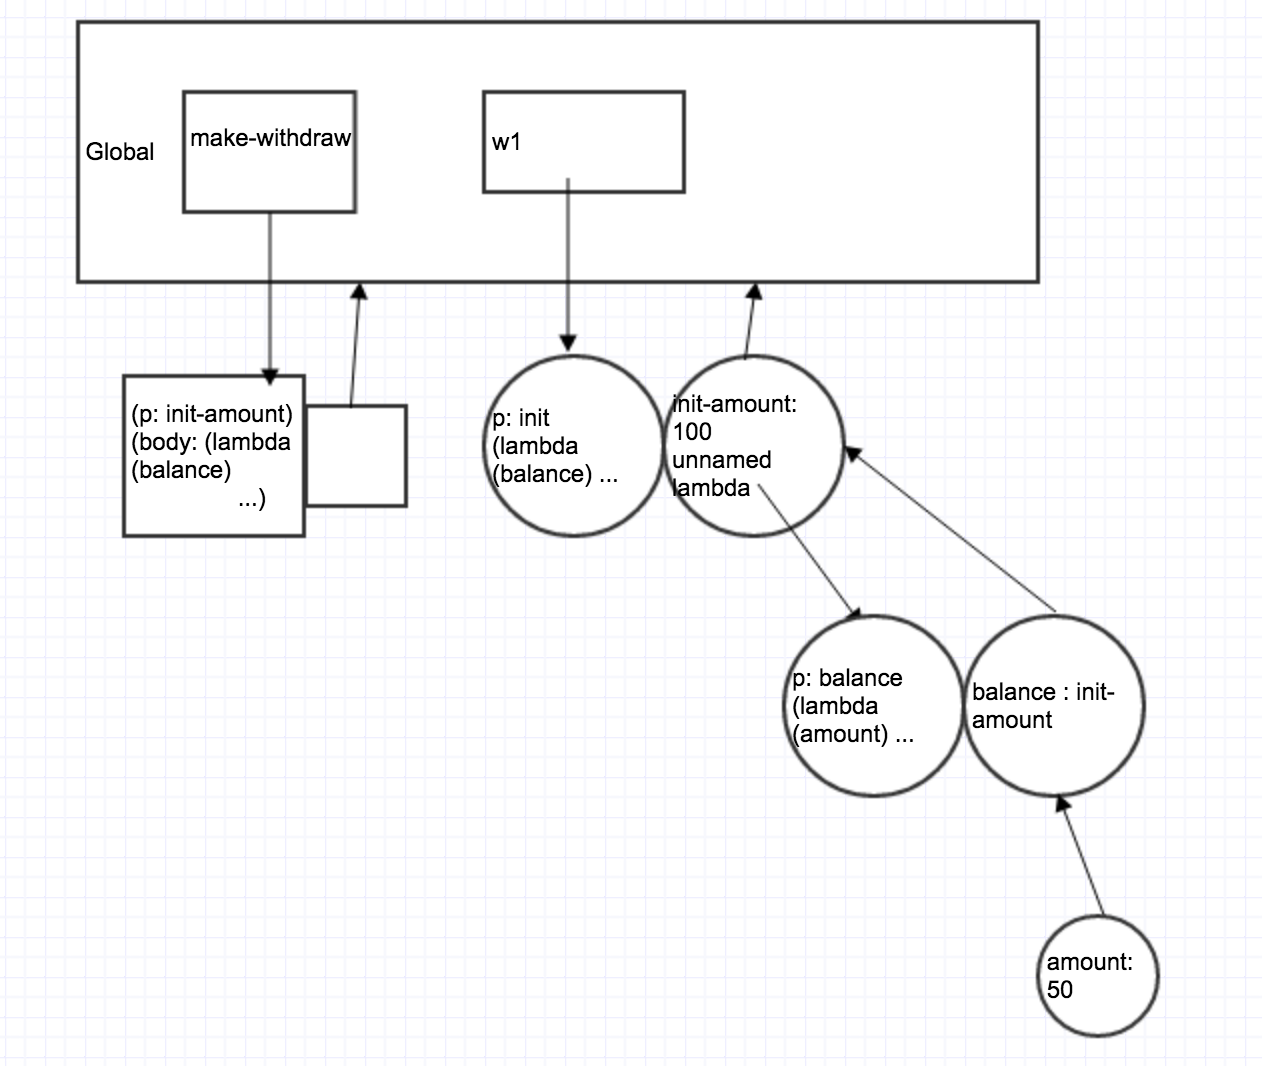 Global
make-withdraw
w1
(p: init-amount)
(body: (lambda
(balance)
...)
p: init
(lambda
(balance) ...
init-amount:
100
unnamed
lambda
p: balance
(lambda
(amount) ...
balance : init-
amount
amount:
50